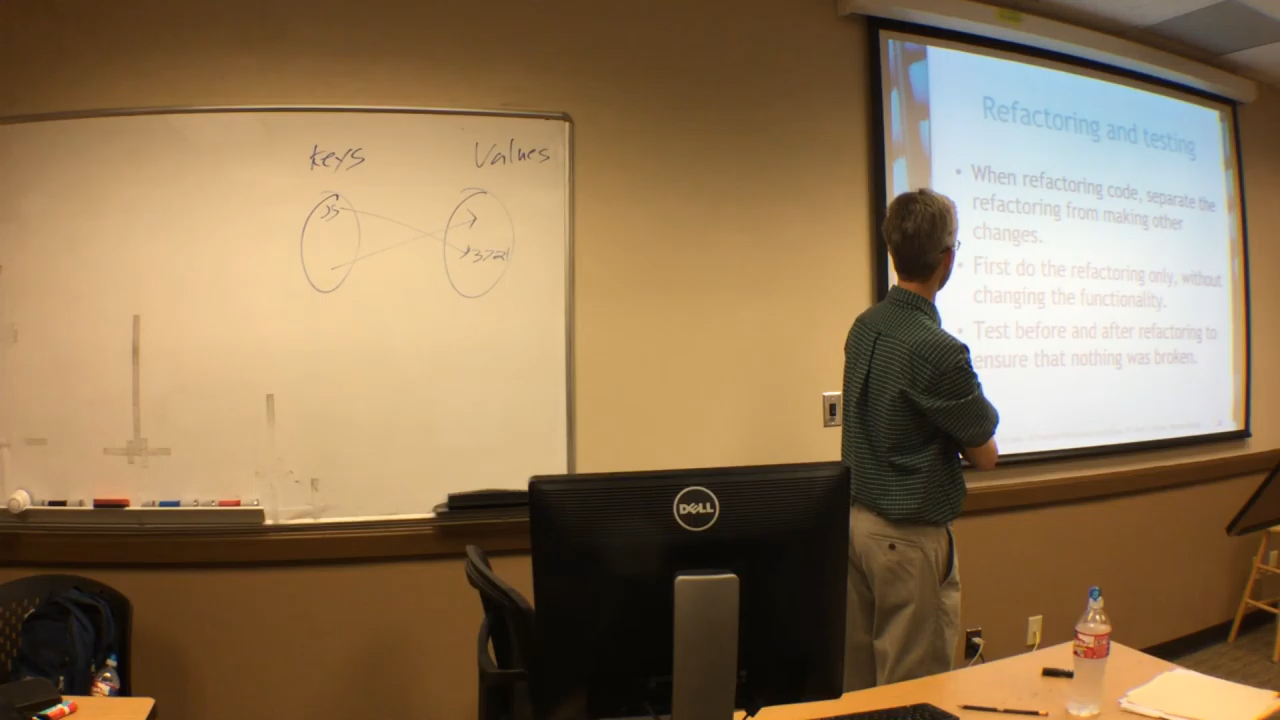 keys
Values
35
3721
Refactoring and testing
• When refactoring code, separate the
refactoring from making other
changes.
• First do the refactoring only, without
changing the functionality.
• Test before and after refactoring to
ensure that nothing was broken.
DELL